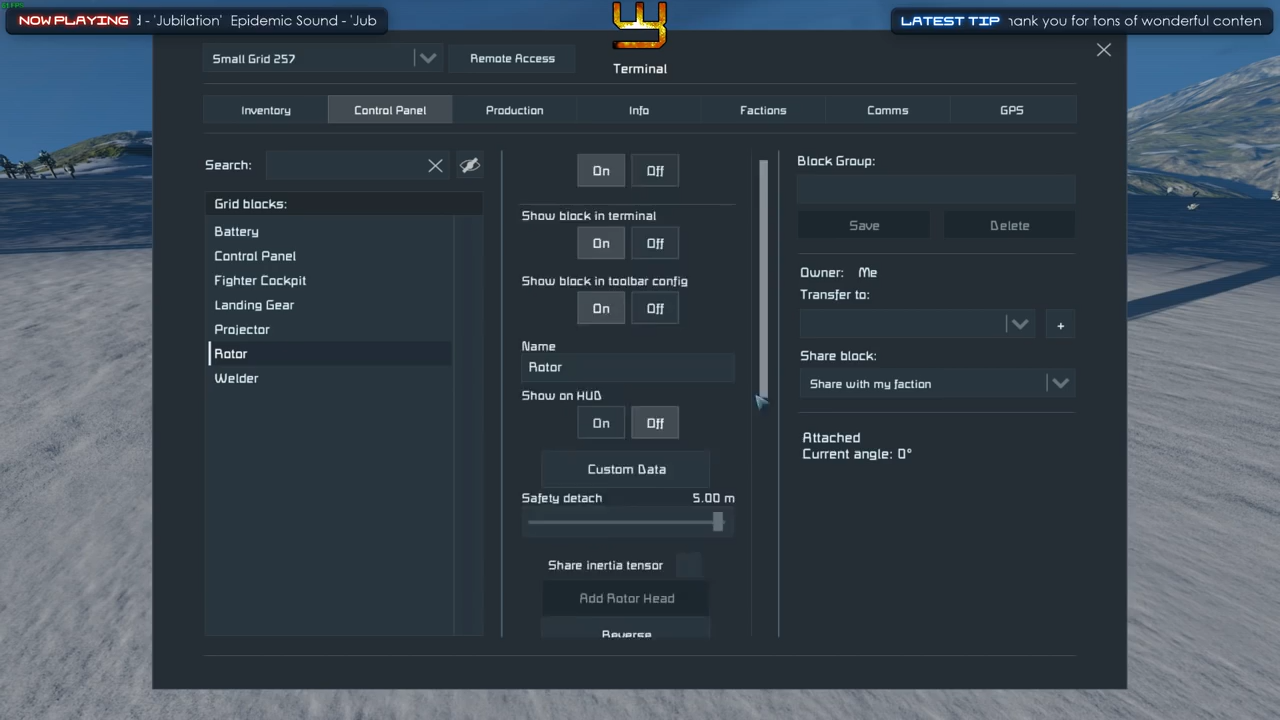 NOW PLAYING d - 'Jubilation' Epidemic Sound - 'Jub
LATEST TIP hank you for tons of wonderful conten
Small Grid 257
Remote Access
Terminal
Inventory
Control Panel
Production
Info
Factions
Comms
GPS
Search:
Grid blocks:
Battery
Control Panel
Fighter Cockpit
Landing Gear
Projector
Rotor
Welder
On Off
Show block in terminal
On Off
Show block in toolbar config
On Off
Name
Rotor
Show on HUD
On Off
Custom Data
Safety detach 5.00 m
Share inertia tensor
Add Rotor Head
Reverse
Block Group:
Save Delete
Owner: Me
Transfer to:
+
Share block:
Share with my faction
Attached
Current angle: 0°